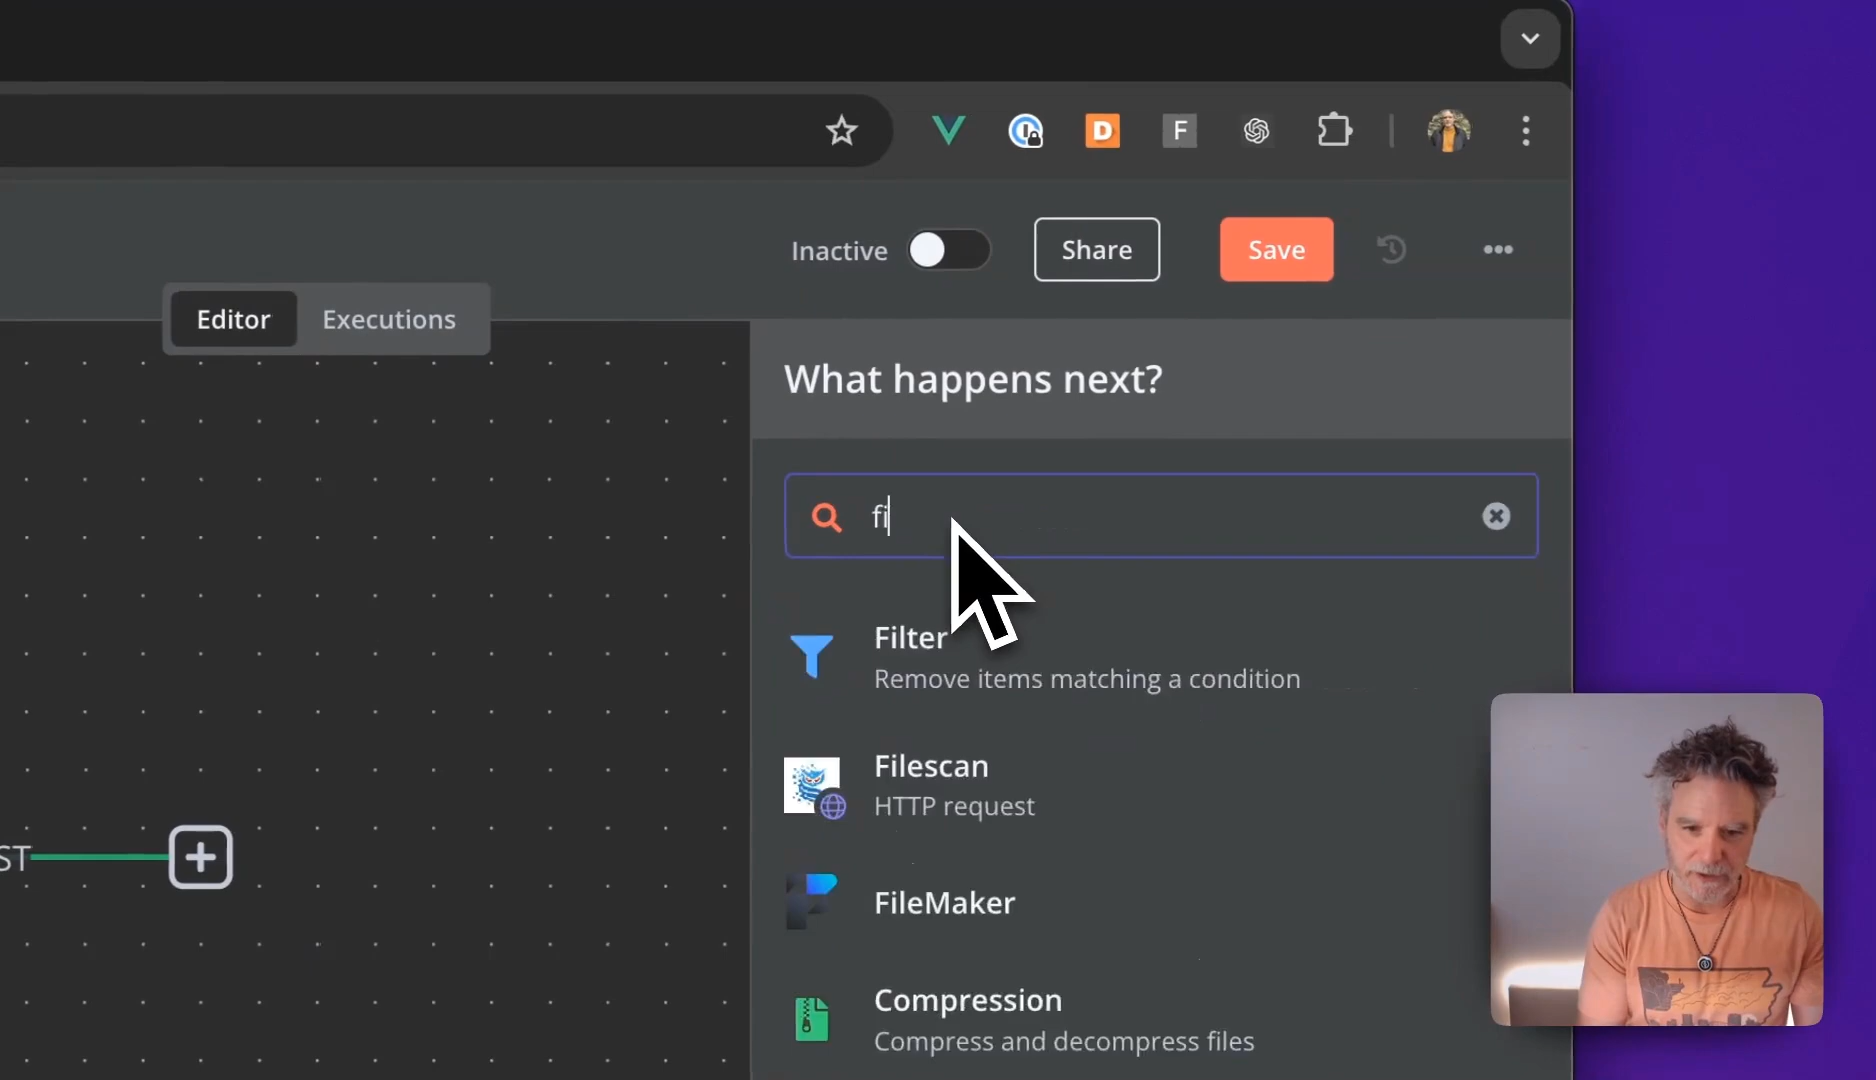 D
F
Inactive
Share
Save
Editor
Executions
What happens next?
fi
Filter
Remove items matching a condition
Filescan
HTTP request
ST
FileMaker
Compression
Compress and decompress files